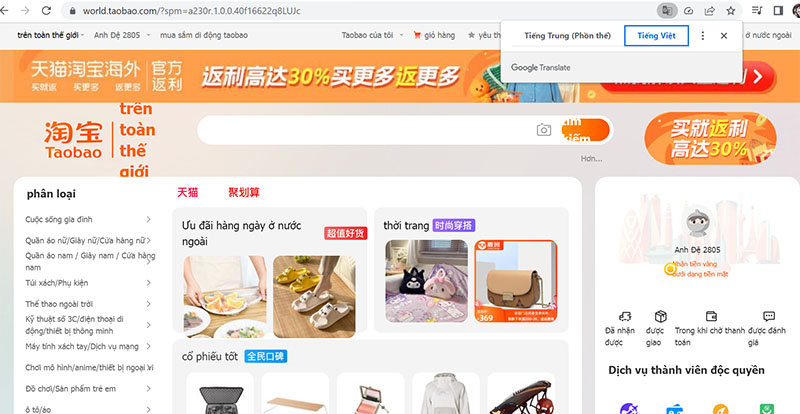 world.taobao.com/?spm=a230r.1.0.0.40f16622q8LUJc
trên toàn thế giới
Anh Dệ 2805
mua sắm di động taobao
Taobao của tôi
giỏ hàng
yêu th
ở nước ngoài
Tiếng Trung (Phồn thể)
Tiếng Việt
Google Translate
天猫淘宝海外
买就返 买更多 返更多
官方
返利
返利高达30%买更多返更多
淘宝
Taobao
trên
toàn
thế
giới
tìm
kiếm
Hơn...
买就返利
高达30%
phân loại
Cuốc sống gia đình
Quần áo nữ/Giày nữ/Cửa hàng nữ
Quần áo nam / Giày nam / Cửa hàng
nam
Túi xách/Phụ kiện
Thể thao ngoài trời
Kỹ thuật số 3C/điện thoại di
động/thiết bị thông minh
Máy tính xách tay/Dịch vụ mạng
Chơi mô hình/anime/thiết bị ngoại vi
Đồ chơi/Sản phẩm trẻ em
ô tô/áo
天猫
聚划算
Ưu đãi hàng ngày ở nước
ngoài
超值好货
thời trang
时尚穿搭
369
cổ phiếu tốt
全民口碑
Anh Dệ 2805
Nhận tiền vàng
dưới dạng tiền mặt
Đã nhận
được
được
giao
Trong khi chờ thanh
toán
được đánh
giá
Dịch vụ thành viên độc quyền